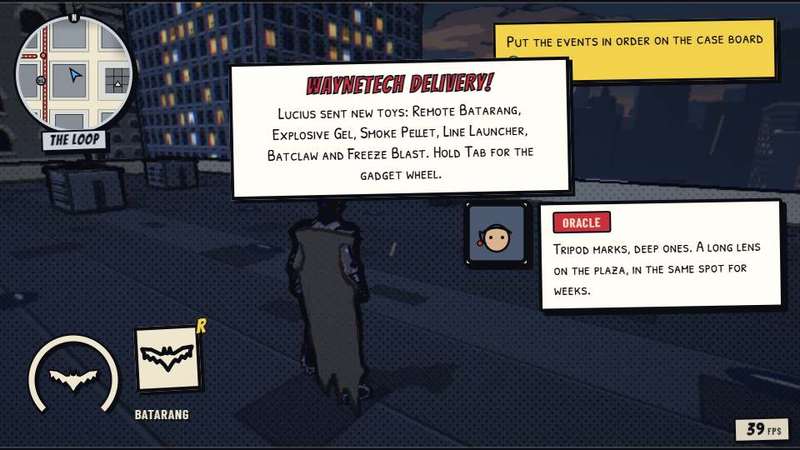 N
THE LOOP
PUT THE EVENTS IN ORDER ON THE CASE BOARD
WAYNETECH DELIVERY!
LUCIUS SENT NEW TOYS: REMOTE BATARANG,
EXPLOSIVE GEL, SMOKE PELLET, LINE LAUNCHER,
BATCLAW AND FREEZE BLAST. HOLD TAB FOR THE
GADGET WHEEL.
ORACLE
TRIPOD MARKS, DEEP ONES. A LONG LENS
ON THE PLAZA, IN THE SAME SPOT FOR
WEEKS.
R
BATARANG
39 FPS